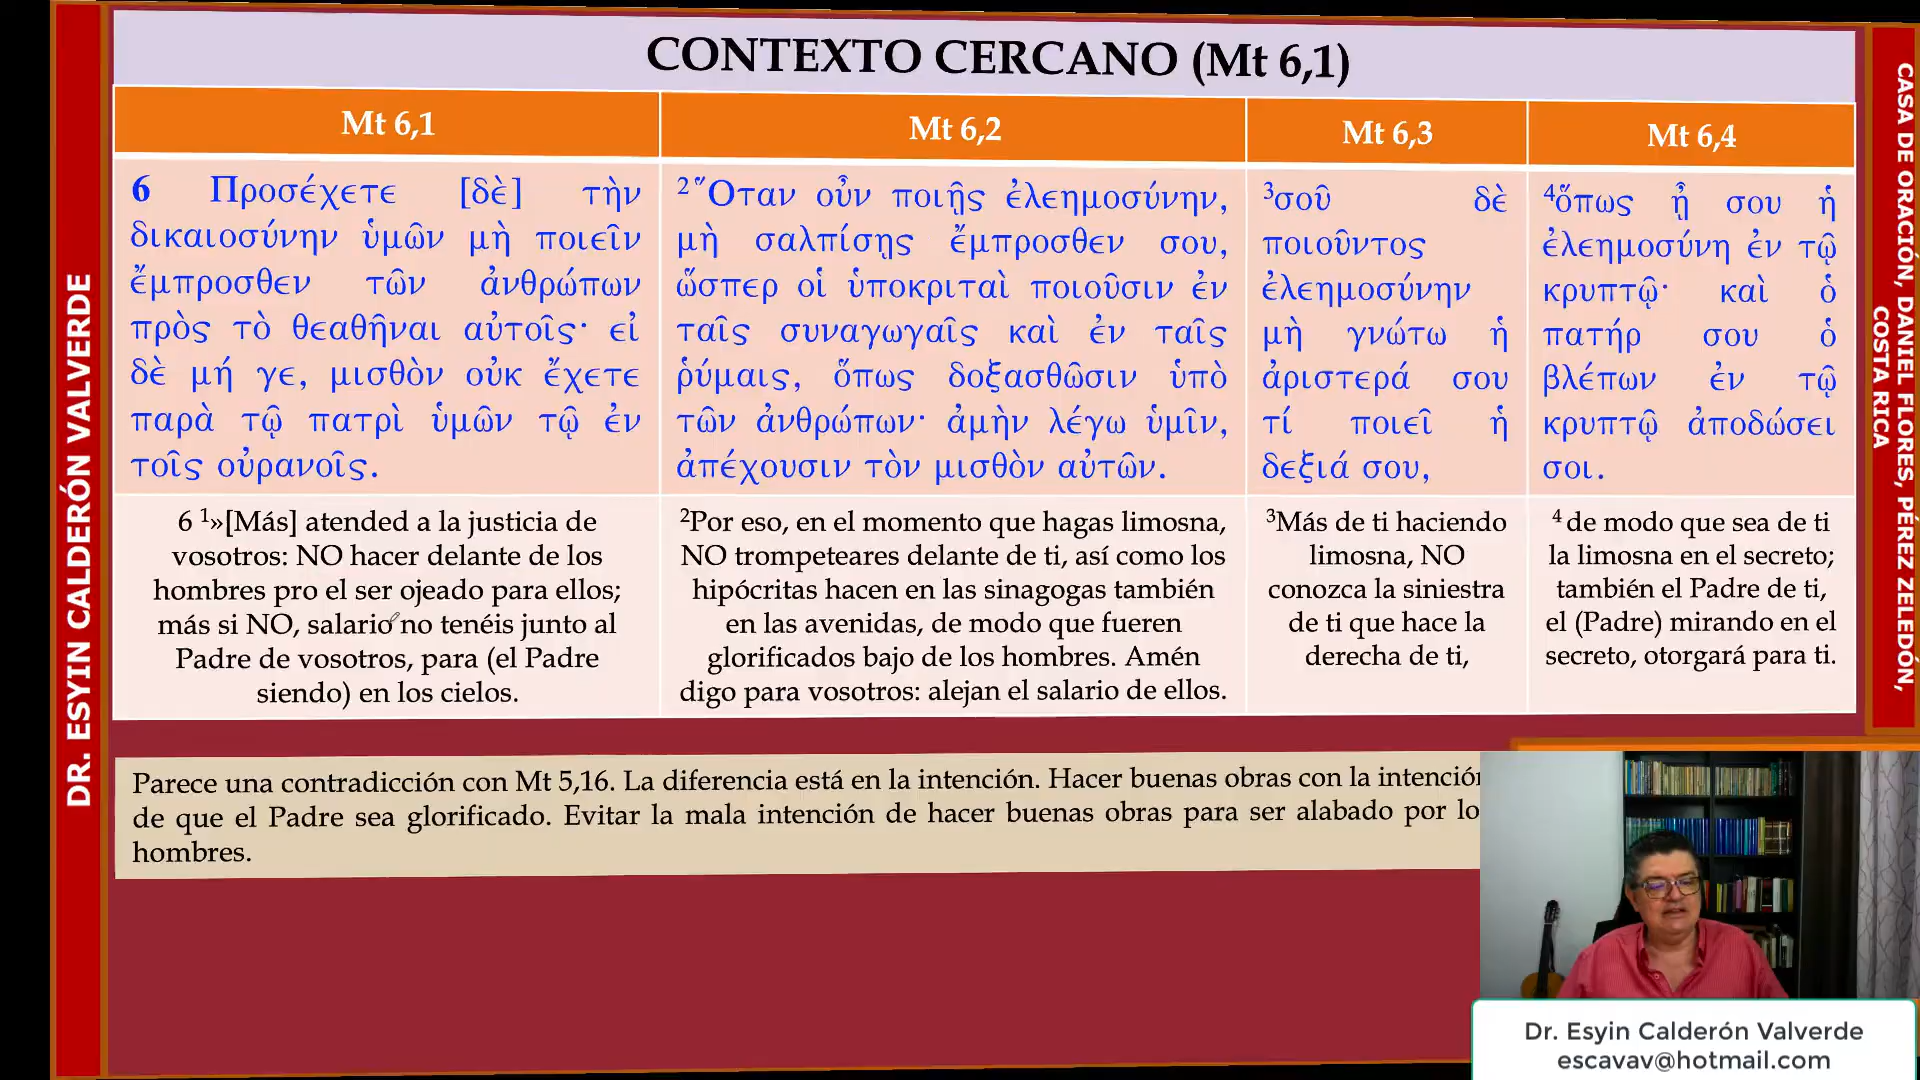 CONTEXTO CERCANO (Mt 6,1)
Mt 6,1
6 Προσέχετε [δὲ] τὴν
δικαιοσύνην ὑμῶν μὴ ποιεῖν
ἔμπροσθεν τῶν ἀνθρώπων
πρὸς τὸ θεαθῆναι αὐτοῖς· εἰ
δὲ μή γε, μισθὸν οὐκ ἔχετε
παρὰ τῷ πατρὶ ὑμῶν τῷ ἐν
τοῖς οὐρανοῖς.
6 ¹»[Más] atended a la justicia de
vosotros: NO hacer delante de los
hombres pro el ser ojeado para ellos;
más si NO, salario no tenéis junto al
Padre de vosotros, para (el Padre
siendo) en los cielos.
Mt 6,2
²Ὅταν οὖν ποιῇς ἐλεημοσύνην,
μὴ σαλπίσῃς ἔμπροσθεν σου,
ὥσπερ οἱ ὑποκριταὶ ποιοῦσιν ἐν
ταῖς συναγωγαῖς καὶ ἐν ταῖς
ῥύμαις, ὅπως δοξασθῶσιν ὑπὸ
τῶν ἀνθρώπων· ἀμὴν λέγω ὑμῖν,
ἀπέχουσιν τὸν μισθὸν αὐτῶν.
²Por eso, en el momento que hagas limosna,
NO trompeteares delante de ti, así como los
hipócritas hacen en las sinagogas también
en las avenidas, de modo que fueren
glorificados bajo de los hombres. Amén
digo para vosotros: alejan el salario de ellos.
Mt 6,3
³σοῦ δὲ
ποιοῦντος
ἐλεημοσύνην
μὴ γνώτω ἡ
ἀριστερά σου
τί ποιεῖ ἡ
δεξιά σου,
³Más de ti haciendo
limosna, NO
conozca la siniestra
de ti que hace la
derecha de ti,
Mt 6,4
⁴ὅπως ᾖ σου ἡ
ἐλεημοσύνη ἐν τῷ
κρυπτῷ· καὶ ὁ
πατήρ σου ὁ
βλέπων ἐν τῷ
κρυπτῷ ἀποδώσει
σοι.
⁴ de modo que sea de ti
la limosna en el secreto;
también el Padre de ti,
el (Padre) mirando en el
secreto, otorgará para ti.
Parece una contradicción con Mt 5,16. La diferencia está en la intención. Hacer buenas obras con la intención
de que el Padre sea glorificado. Evitar la mala intención de hacer buenas obras para ser alabado por lo
hombres.
DR. ESYIN CALDERÓN VALVERDE
CASA DE ORACIÓN, DANIEL FLORES, PÉREZ ZELEDÓN,
COSTA RICA
Dr. Esyin Calderón Valverde
escavav@hotmail.com